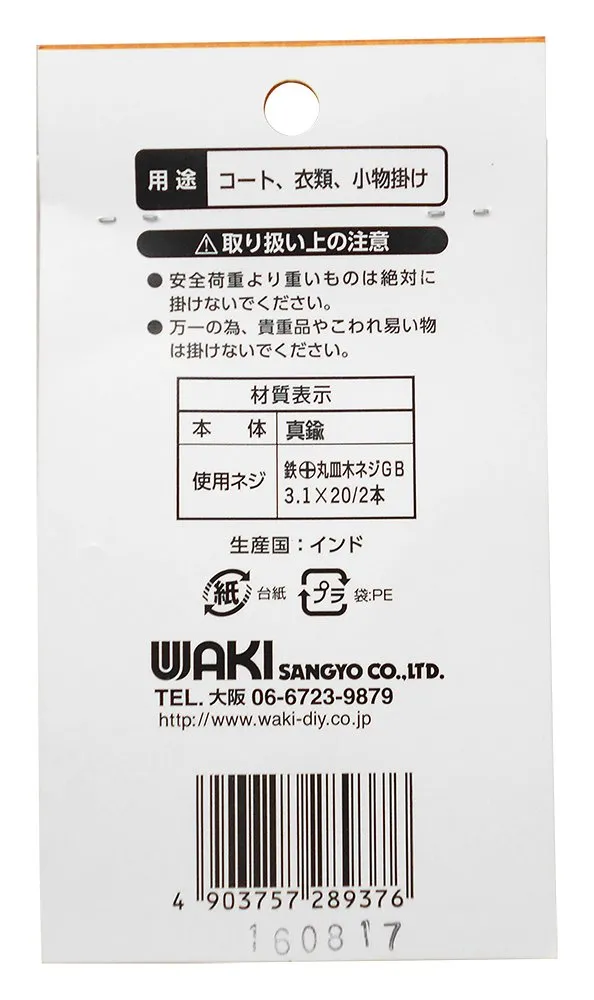 用途 コート、衣類、小物掛け
⚠取り扱い上の注意
●安全荷重より重いものは絶対に
掛けないでください。
●万一の為、貴重品やこわれ易い物
は掛けないでください。
材質表示
本体 真鍮
使用ネジ 鉄⊕丸皿木ネジGB
3.1×20/2本
生産国：インド
紙 台紙 プラ 袋:PE
WAKI SANGYO CO.,LTD.
TEL. 大阪 06-6723-9879
http://www.waki-diy.co.jp
4 903757 289376
160817